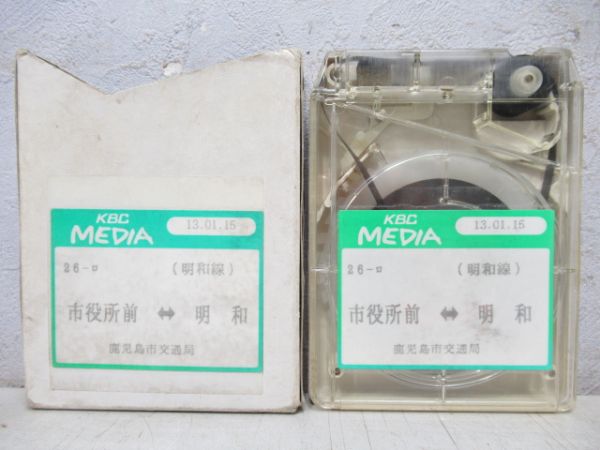 KBC
MEDIA
13.01.15
26-ロ (明和線)
市役所前 ⇔ 明和
鹿児島市交通局
KBC
MEDIA
13.01.15
26-ロ (明和線)
市役所前 ⇔ 明和
鹿児島市交通局